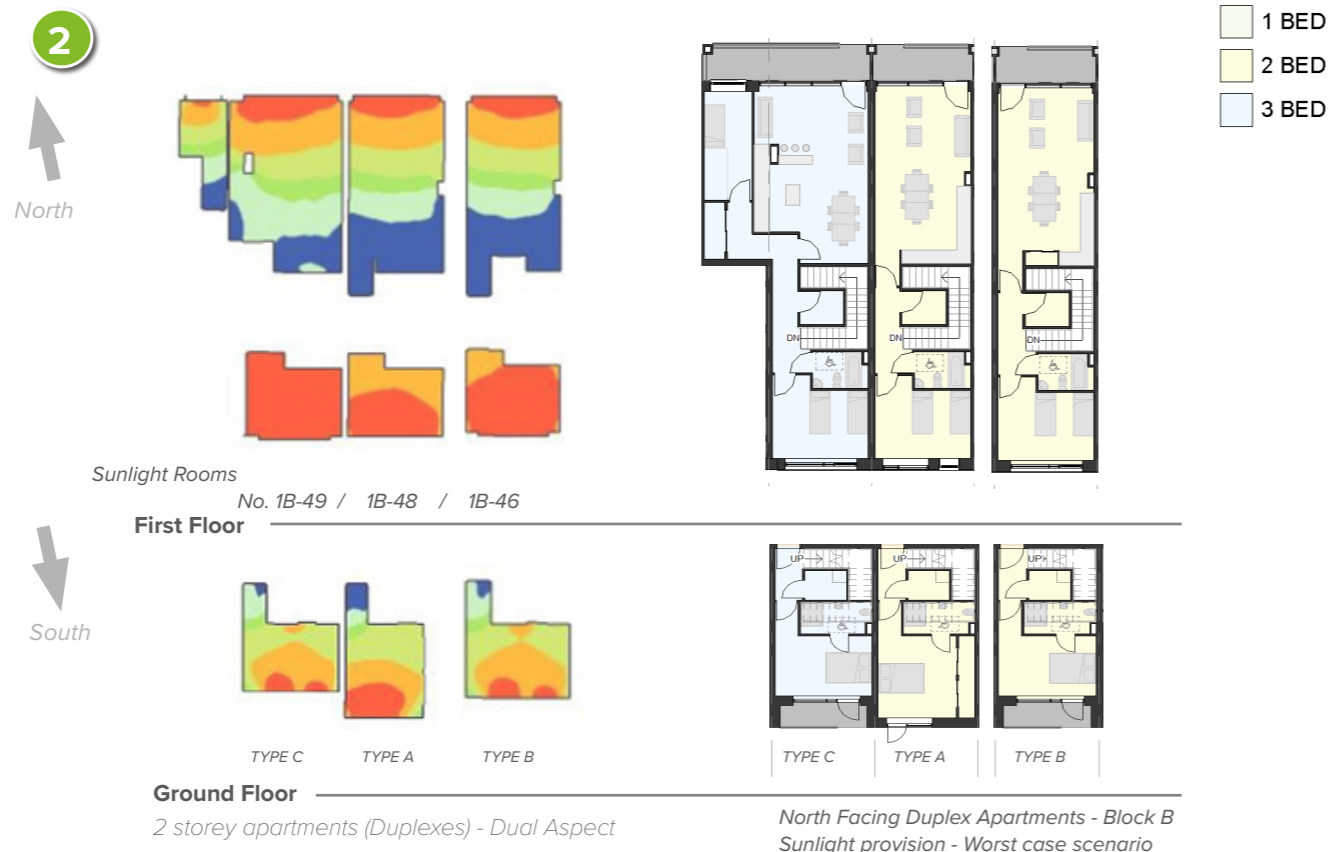 2
1 BED
2 BED
3 BED
North
DN
DN
DN
Sunlight Rooms
No. 1B-49 / 1B-48 / 1B-46
First Floor
UP
UP
UP
South
TYPE C
TYPE A
TYPE B
TYPE C
TYPE A
TYPE B
Ground Floor
2 storey apartments (Duplexes) - Dual Aspect
North Facing Duplex Apartments - Block B
Sunlight provision - Worst case scenario